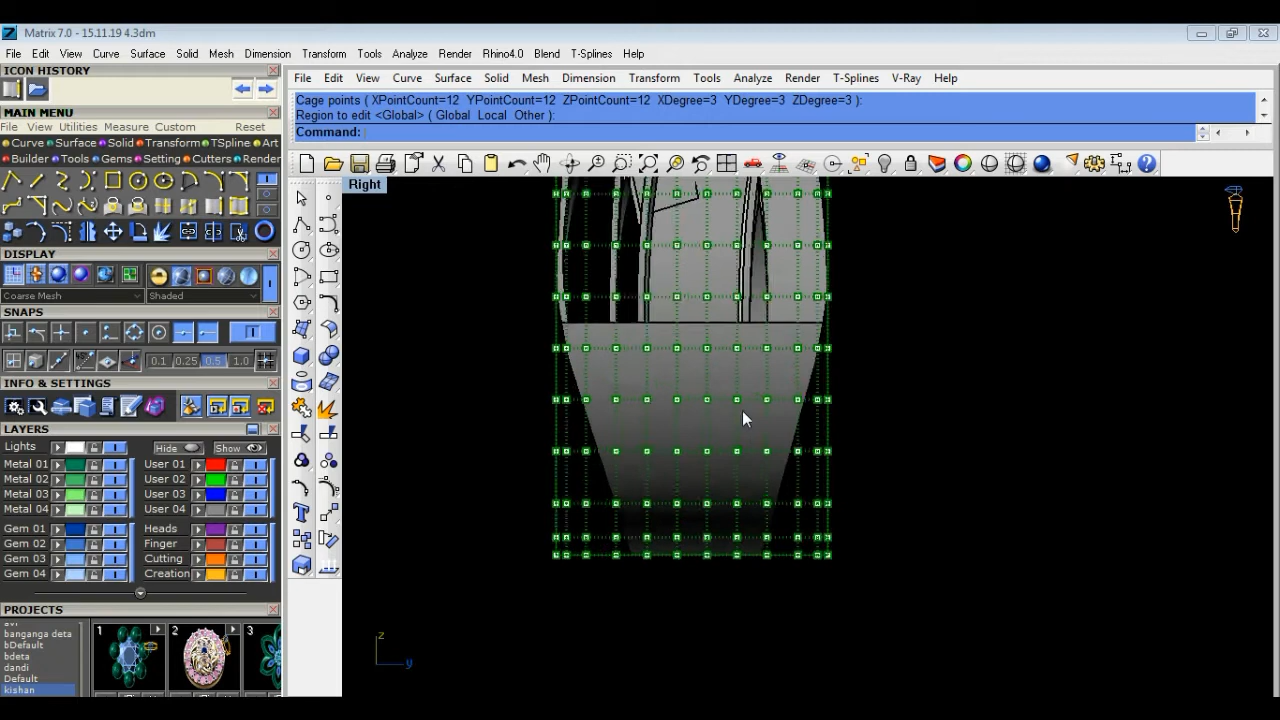 Matrix 7.0 - 15.11.19 4.3dm
File Edit View Curve Surface Solid Mesh Dimension Transform Tools Analyze Render Rhino4.0 Blend T-Splines Help
ICON HISTORY
MAIN MENU
File View Utilities Measure Custom Reset
Curve Surface Solid Transform TSpline Art
Builder Tools Gems Setting Cutters Render
DISPLAY
Coarse Mesh Shaded
SNAPS
0.1 0.25 0.5 1.0
INFO & SETTINGS
LAYERS
Lights Hide Show
Metal 01 User 01
Metal 02 User 02
Metal 03 User 03
Metal 04 User 04
Gem 01 Heads
Gem 02 Finger
Gem 03 Cutting
Gem 04 Creation
PROJECTS
banganga deta
bDefault
bdeta
dandi
Default
kishan
1 2 3
File Edit View Curve Surface Solid Mesh Dimension Transform Tools Analyze Render T-Splines V-Ray Help
Cage points ( XPointCount=12 YPointCount=12 ZPointCount=12 XDegree=3 YDegree=3 ZDegree=3 ):
Region to edit <Global> ( Global Local Other ):
Command:
Right
z
y